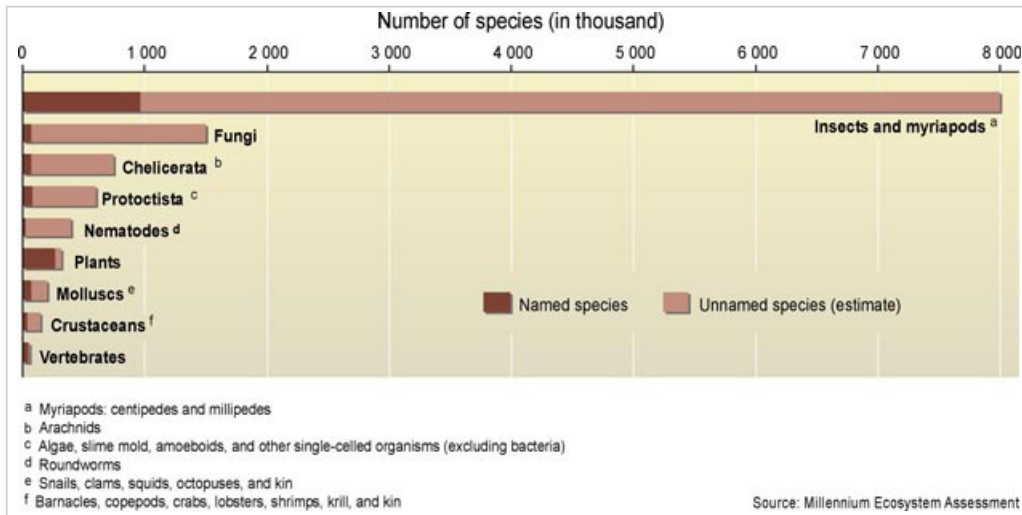 Number of species (in thousand)
0 1 000 2 000 3 000 4 000 5 000 6 000 7 000 8 000
Insects and myriapods a
Fungi
Chelicerata b
Protoctista c
Nematodes d
Plants
Molluscs e
Crustaceans f
Vertebrates
Named species
Unnamed species (estimate)
a Myriapods: centipedes and millipedes
b Arachnids
c Algae, slime mold, amoeboids, and other single-celled organisms (excluding bacteria)
d Roundworms
e Snails, clams, squids, octopuses, and kin
f Barnacles, copepods, crabs, lobsters, shrimps, krill, and kin
Source: Millennium Ecosystem Assessment